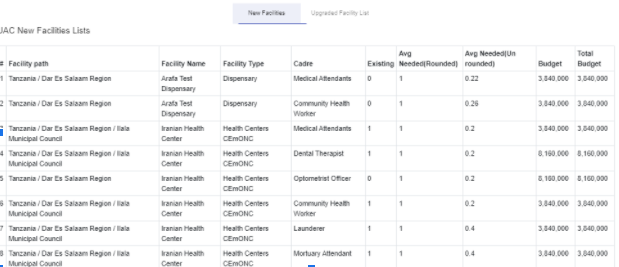 New Facilities Upgraded Facility List
JAC New Facilities Lists
# Facility path Facility Name Facility Type Cadre Existing Avg Needed(Rounded) Avg Needed(Un rounded) Budget Total Budget
1 Tanzania / Dar Es Salaam Region Arafa Test Dispensary Dispensary Medical Attendants 0 1 0.22 3,840,000 3,840,000
2 Tanzania / Dar Es Salaam Region Arafa Test Dispensary Dispensary Community Health Worker 0 1 0.26 3,840,000 3,840,000
Tanzania / Dar Es Salaam Region / Ilala Municipal Council Iranian Health Center Health Centers CEmONC Medical Attendants 1 1 0.2 3,840,000 3,840,000
4 Tanzania / Dar Es Salaam Region / Ilala Municipal Council Iranian Health Center Health Centers CEmONC Dental Therapist 1 1 0.2 8,160,000 8,160,000
5 Tanzania / Dar Es Salaam Region Iranian Health Center Health Centers CEmONC Optometrist Officer 0 1 0.2 8,160,000 8,160,000
6 Tanzania / Dar Es Salaam Region / Ilala Municipal Council Iranian Health Center Health Centers CEmONC Community Health Worker 1 1 0.2 3,840,000 3,840,000
7 Tanzania / Dar Es Salaam Region / Ilala Municipal Council Iranian Health Center Health Centers CEmONC Launderer 1 1 0.4 3,840,000 3,840,000
8 Tanzania / Dar Es Salaam Region / Ilala Municipal Council Iranian Health Center Health Centers CEmONC Mortuary Attendant 1 1 0.4 3,840,000 3,840,000